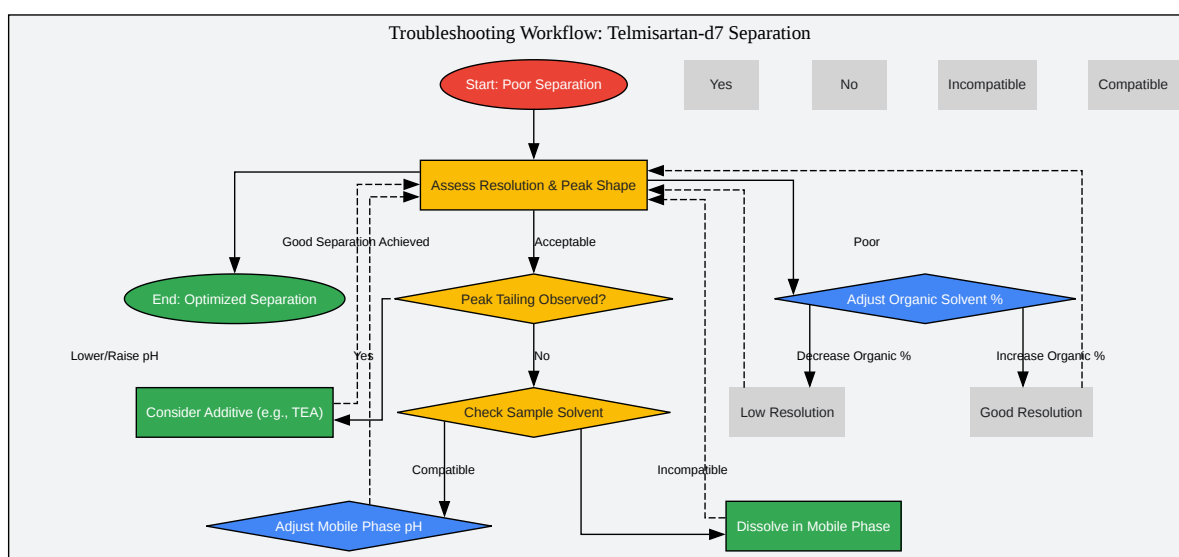 Troubleshooting Workflow: Telmisartan-d7 Separation
Start: Poor Separation
Yes
No
Incompatible
Compatible
Assess Resolution & Peak Shape
Good Separation Achieved
Acceptable
Poor
End: Optimized Separation
Peak Tailing Observed?
Adjust Organic Solvent %
Lower/Raise pH
Yes
No
Decrease Organic %
Increase Organic %
Consider Additive (e.g., TEA)
Check Sample Solvent
Low Resolution
Good Resolution
Compatible
Incompatible
Adjust Mobile Phase pH
Dissolve in Mobile Phase